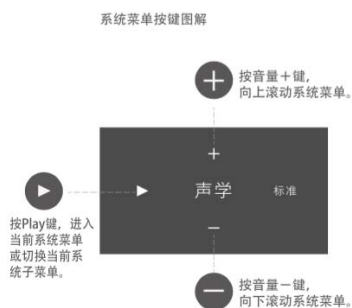 系统菜单按键图解
按音量＋键,
向上滚动系统菜单。
+
声学 标准
−
按Play键，进入
当前系统菜单
或切换当前系
统子菜单。
按音量－键,
向下滚动系统菜单。